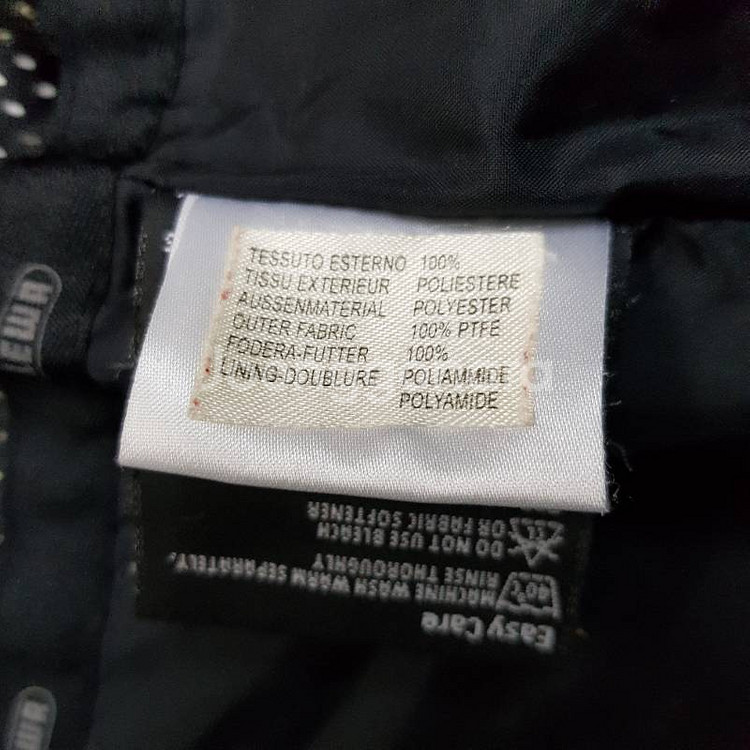 TESSUTO ESTERNO 100%
TISSU EXTERIEUR POLIESTERE
AUSSENMATERIAL POLYESTER
OUTER FABRIC 100% PTFE
FODERA-FUTTER 100%
LINING-DOUBLURE POLIAMMIDE
POLYAMIDE
Easy Care
40°C MACHINE WASH WARM SEPARATELY,
RINSE THOROUGHLY
DO NOT USE BLEACH
OR FABRIC SOFTENER